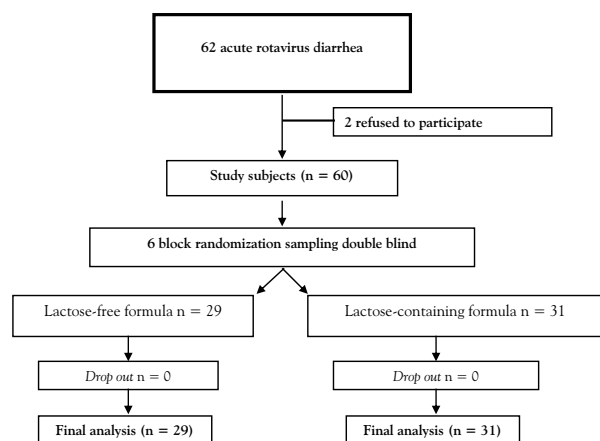 62 acute rotavirus diarrhea
2 refused to participate
Study subjects (n = 60)
6 block randomization sampling double blind
Lactose-free formula n = 29
Lactose-containing formula n = 31
Drop out n = 0
Drop out n = 0
Final analysis (n = 29)
Final analysis (n = 31)